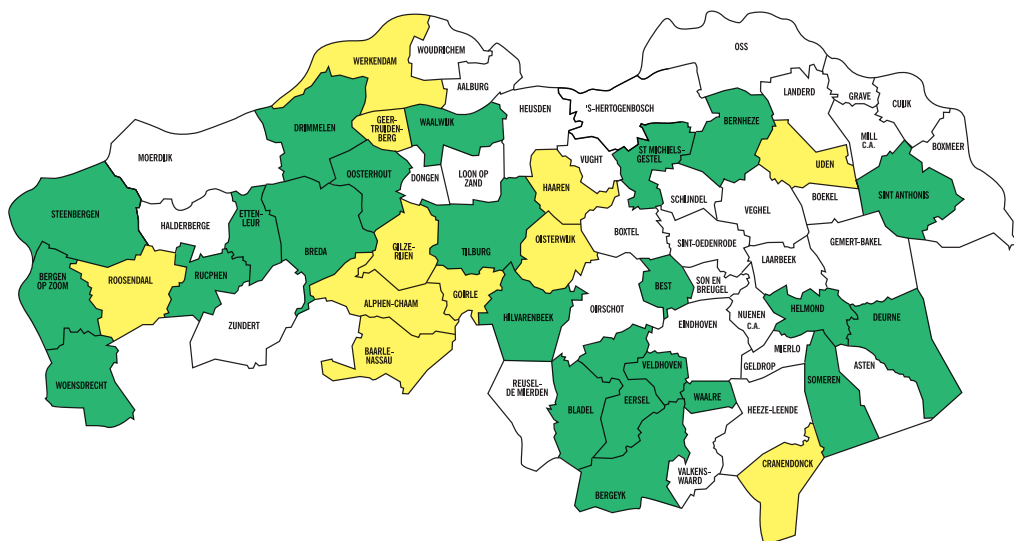 WOUDRICHEM
OSS
WERKENDAM
AALBURG
LANDERD
GRAVE
CUIJK
HEUSDEN
'S-HERTOGENBOSCH
GEER-
TRUIDEN-
BERG
WAALWIJK
BERNHEZE
DRIMMELEN
MILL
C.A.
BOXMEER
ST MICHIELS-
GESTEL
MOERDIJK
VUGHT
UDEN
OOSTERHOUT
DONGEN
LOON OP
ZAND
HAAREN
SCHIJNDEL
BOEKEL
SINT ANTHONIS
STEENBERGEN
HALDERBERGE
ETTEN-
LEUR
VEGHEL
BOXTEL
OISTERWIJK
SINT-OEDENRODE
GEMERT-BAKEL
BREDA
GILZE-
RIJEN
TILBURG
LAARBEEK
BERGEN
OP ZOOM
ROOSENDAAL
RUCPHEN
BEST
SON EN
BREUGEL
ALPHEN-CHAAM
GOIRLE
OIRSCHOT
HELMOND
DEURNE
ZUNDERT
HILVARENBEEK
EINDHOVEN
NUENEN
C.A.
BAARLE-
NASSAU
MIERLO
WOENSDRECHT
VELDHOVEN
GELDROP
ASTEN
REUSEL-
DE MIERDEN
SOMEREN
BLADEL
EERSEL
WAALRE
HEEZE-LEENDE
CRANENDONCK
VALKENS-
WAARD
BERGEYK